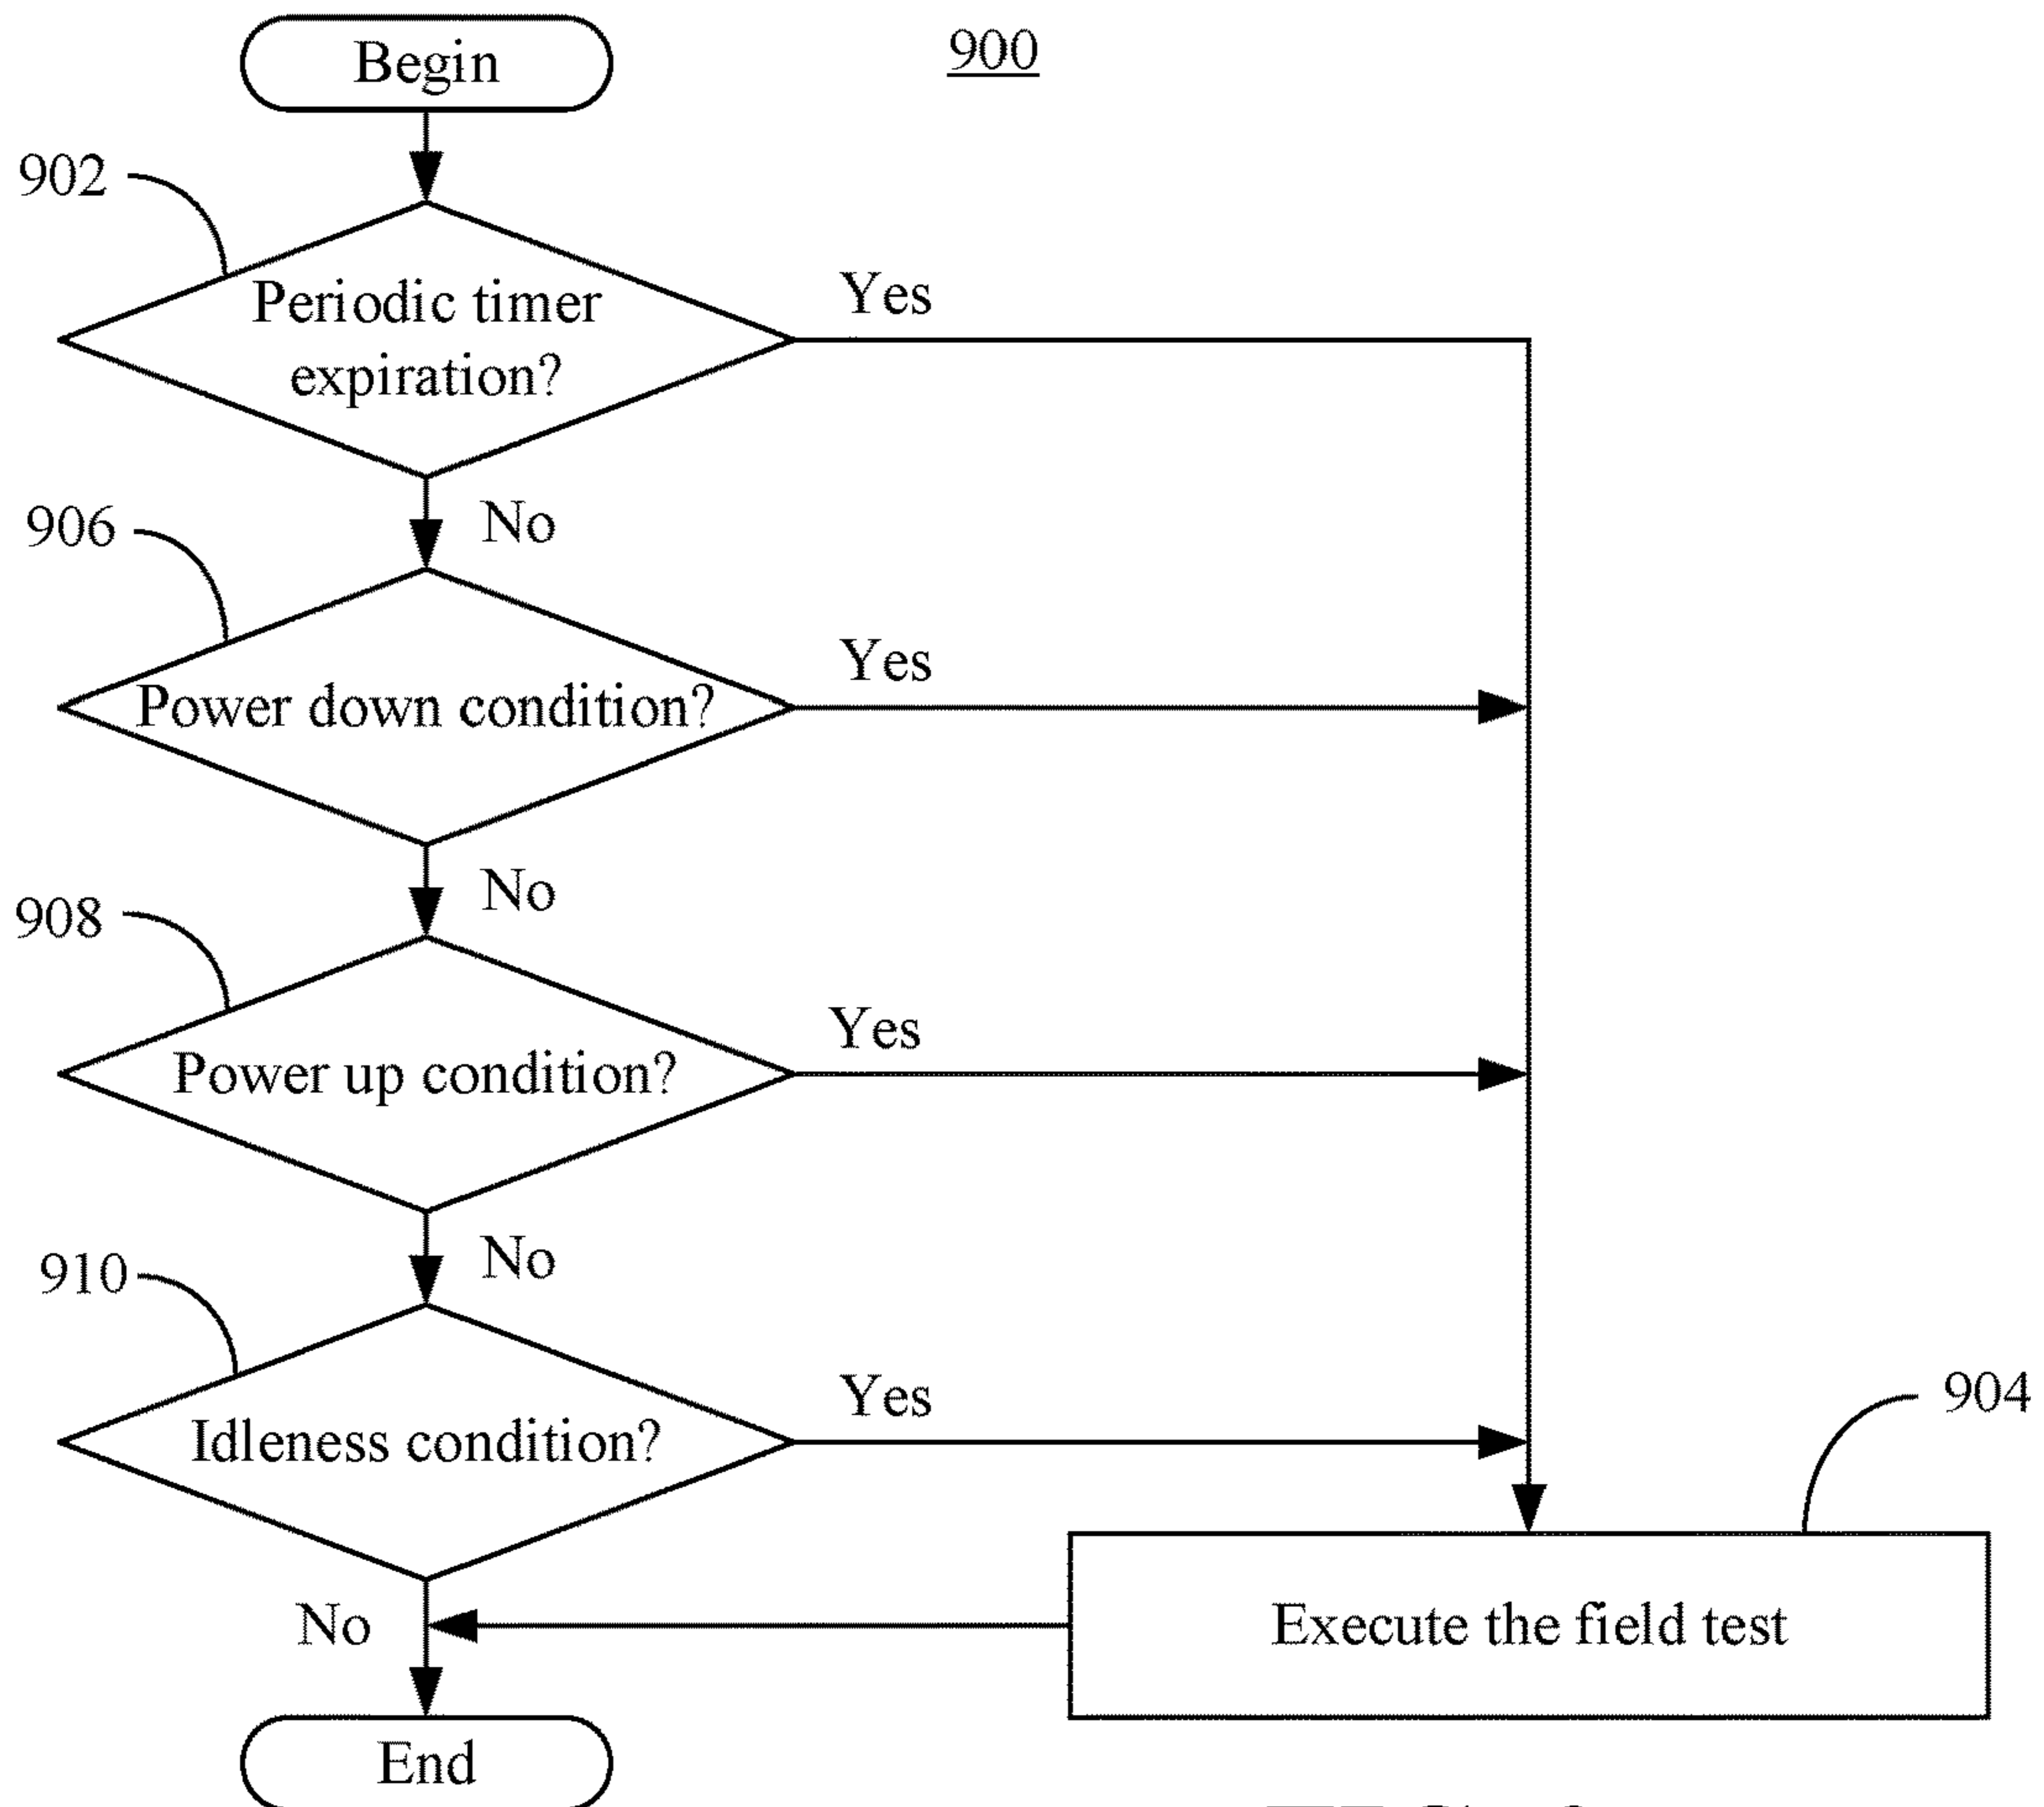 Begin
900
902
Periodic timer
expiration?
Yes
No
906
Power down condition?
Yes
No
908
Power up condition?
Yes
No
910
Idleness condition?
Yes
904
No
Execute the field test
End